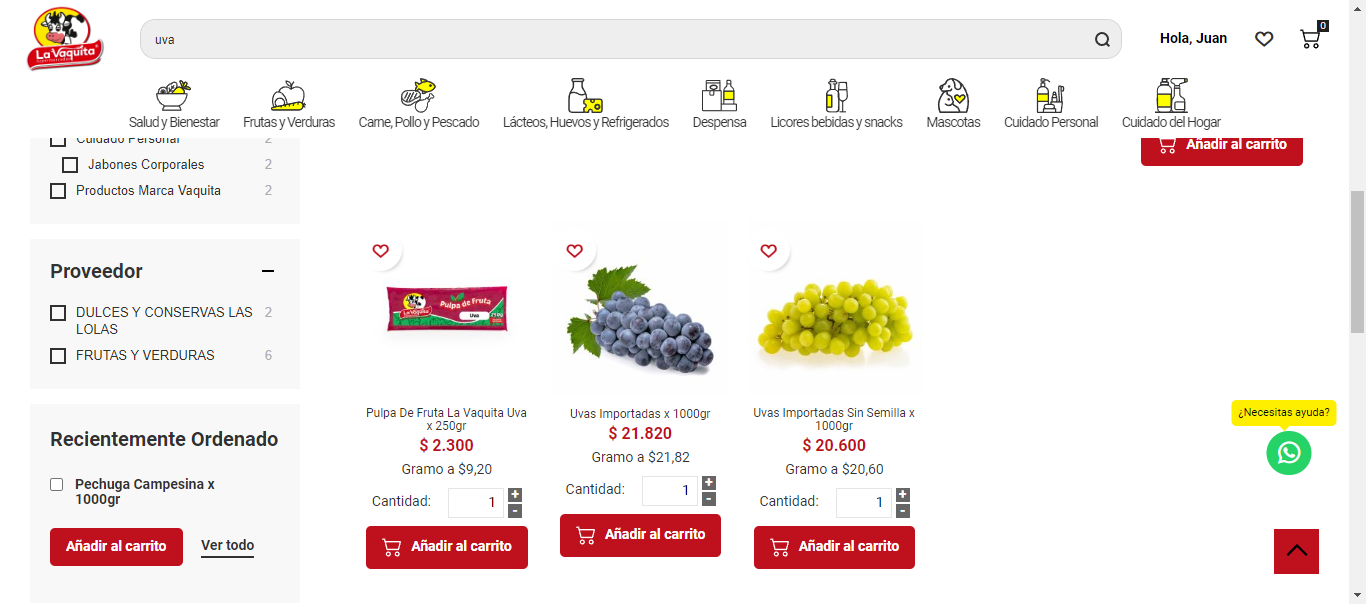 La Vaquita
uva
Hola, Juan
0
Salud y Bienestar
Frutas y Verduras
Carne, Pollo y Pescado
Lácteos, Huevos y Refrigerados
Despensa
Licores bebidas y snacks
Mascotas
Cuidado Personal
Cuidado del Hogar
Cuidado Personal 2
Jabones Corporales 2
Productos Marca Vaquita 2
Añadir al carrito
Proveedor
DULCES Y CONSERVAS LAS 2
LOLAS
FRUTAS Y VERDURAS 6
Recientemente Ordenado
Pechuga Campesina x
1000gr
Añadir al carrito
Ver todo
La Vaquita
Pulpa de Fruta
Uva
Pulpa De Fruta La Vaquita Uva
x 250gr
$ 2.300
Gramo a $9,20
Cantidad: 1 + -
Añadir al carrito
Uvas Importadas x 1000gr
$ 21.820
Gramo a $21,82
Cantidad: 1 + -
Añadir al carrito
Uvas Importadas Sin Semilla x
1000gr
$ 20.600
Gramo a $20,60
Cantidad: 1 + -
Añadir al carrito
¿Necesitas ayuda?